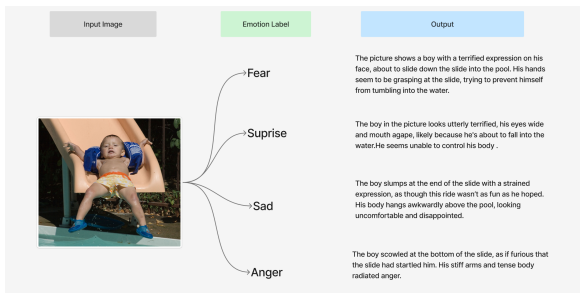 Input Image
Emotion Label
Output
Fear
The picture shows a boy with a terrified expression on his
face, about to slide down the slide into the pool. His hands
seem to be grasping at the slide, trying to prevent himself
from tumbling into the water.
Suprise
The boy in the picture looks utterly terrified, his eyes wide
and mouth agape, likely because he's about to fall into the
water.He seems unable to control his body .
Sad
The boy slumps at the end of the slide with a strained
expression, as though this ride wasn't as fun as he hoped.
His body hangs awkwardly above the pool, looking
uncomfortable and disappointed.
Anger
The boy scowled at the bottom of the slide, as if furious that
the slide had startled him. His stiff arms and tense body
radiated anger.